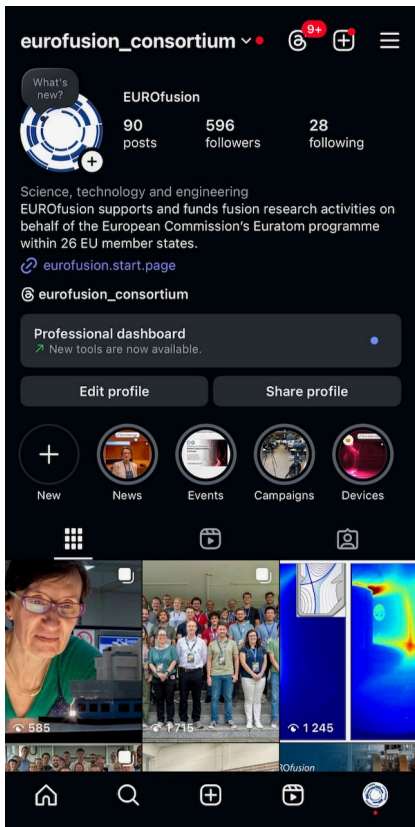 eurofusion_consortium
9+
What's
new?
EUROfusion
90
posts
596
followers
28
following
Science, technology and engineering
EUROfusion supports and funds fusion research activities on
behalf of the European Commission's Euratom programme
within 26 EU member states.
eurofusion.start.page
eurofusion_consortium
Professional dashboard
New tools are now available.
Edit profile
Share profile
New
News
Events
Campaigns
Devices
585
1 715
1 245
ROfusion